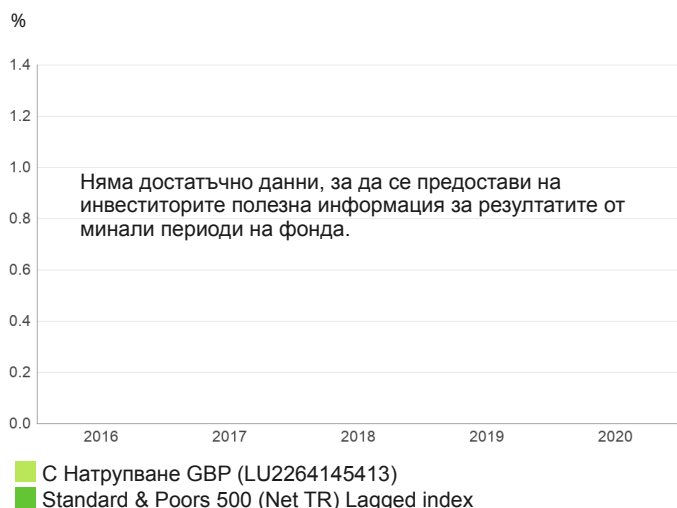 %
1.4
1.2
1.0
Няма достатъчно данни, за да се предостави на
инвеститорите полезна информация за резултатите от
минали периоди на фонда.
0.8
0.6
0.4
0.2
0.0
2016 2017 2018 2019 2020
C Натрупване GBP (LU2264145413)
Standard & Poors 500 (Net TR) Lagged index